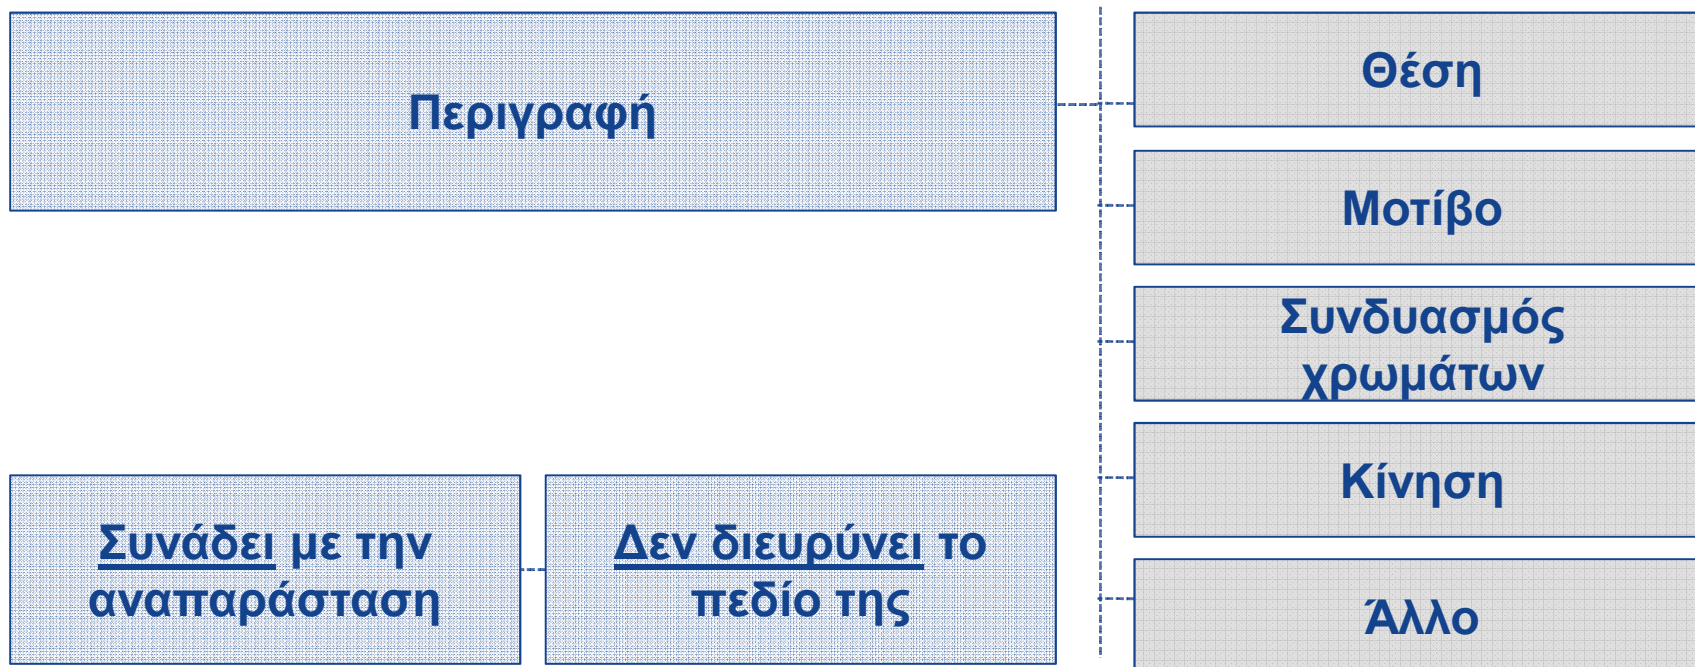 Περιγραφή
Συνάδει με την
αναπαράσταση
Δεν διευρύνει το
πεδίο της
Θέση
Μοτίβο
Συνδυασμός
χρωμάτων
Κίνηση
Άλλο